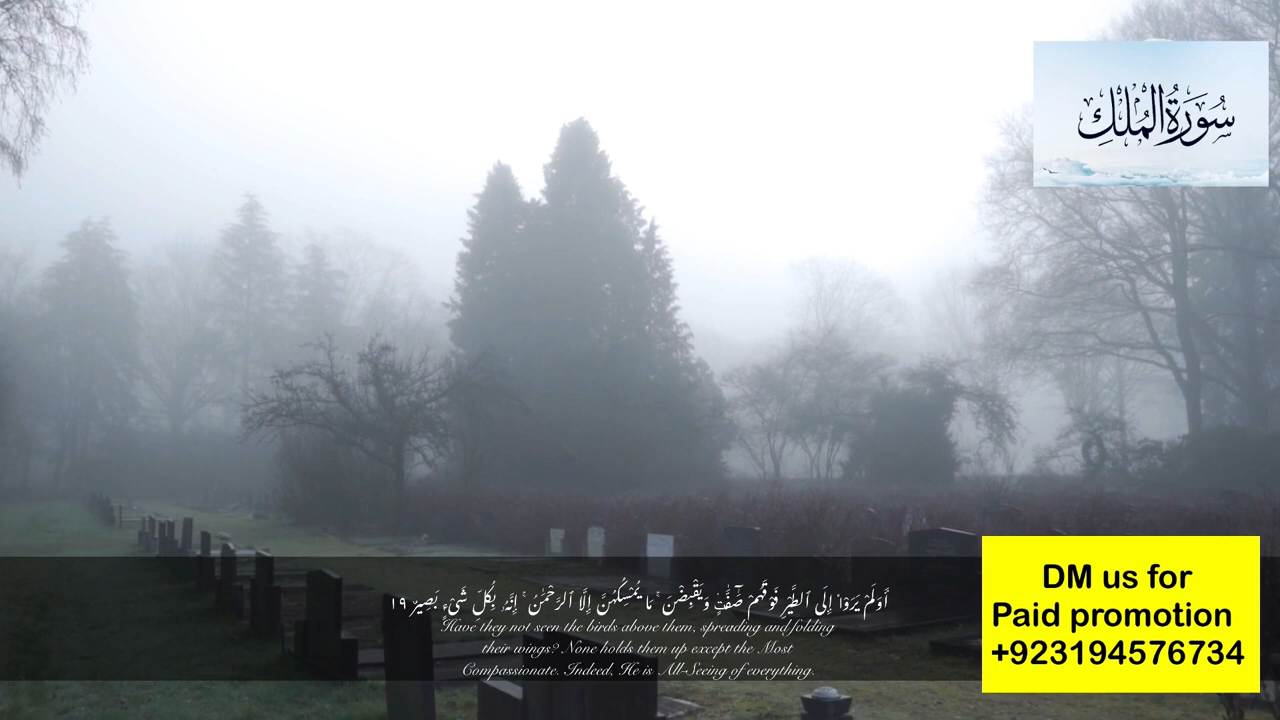 سُورَةُ الْمُلْكِ
أَوَلَمْ يَرَوْا۟ إِلَى ٱلطَّيْرِ فَوْقَهُمْ صَٰٓفَّٰتٍ وَيَقْبِضْنَ ۚ مَا يُمْسِكُهُنَّ إِلَّا ٱلرَّحْمَٰنُ ۚ إِنَّهُۥ بِكُلِّ شَىْءٍۭ بَصِيرٌ ١٩
Have they not seen the birds above them, spreading and folding
their wings? None holds them up except the Most
Compassionate. Indeed, He is All-Seeing of everything.
DM us for
Paid promotion
+923194576734